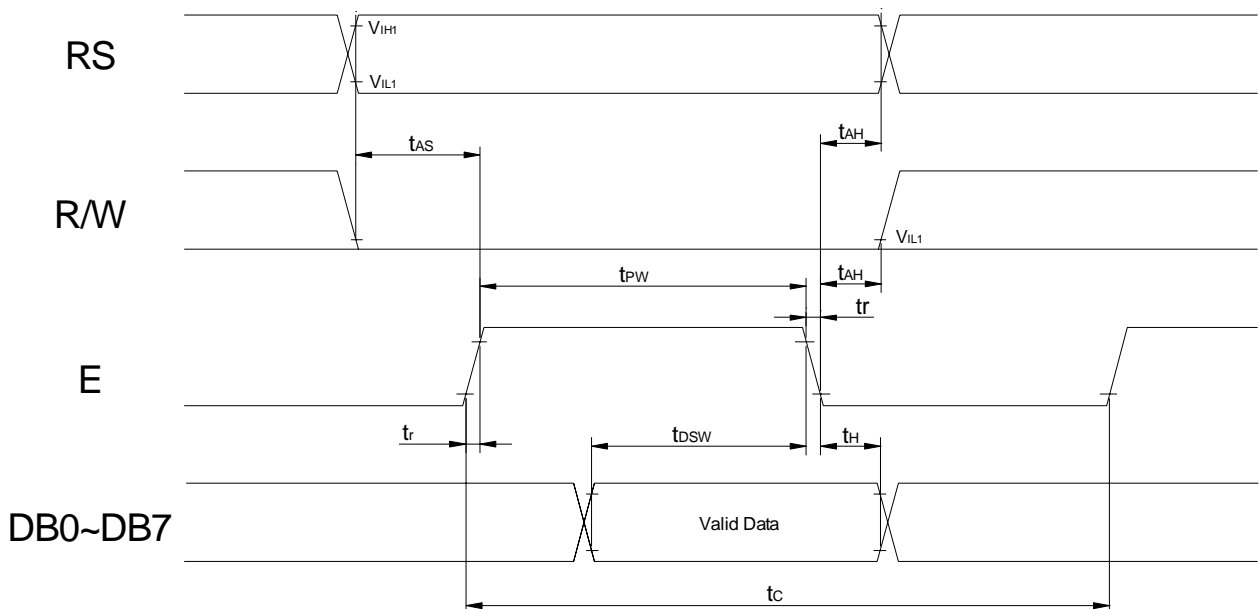 RS
VIH1
VIL1
tAS
tAH
R/W
VIL1
tPW
tAH
tr
E
tr
tDSW
tH
DB0~DB7
Valid Data
tC